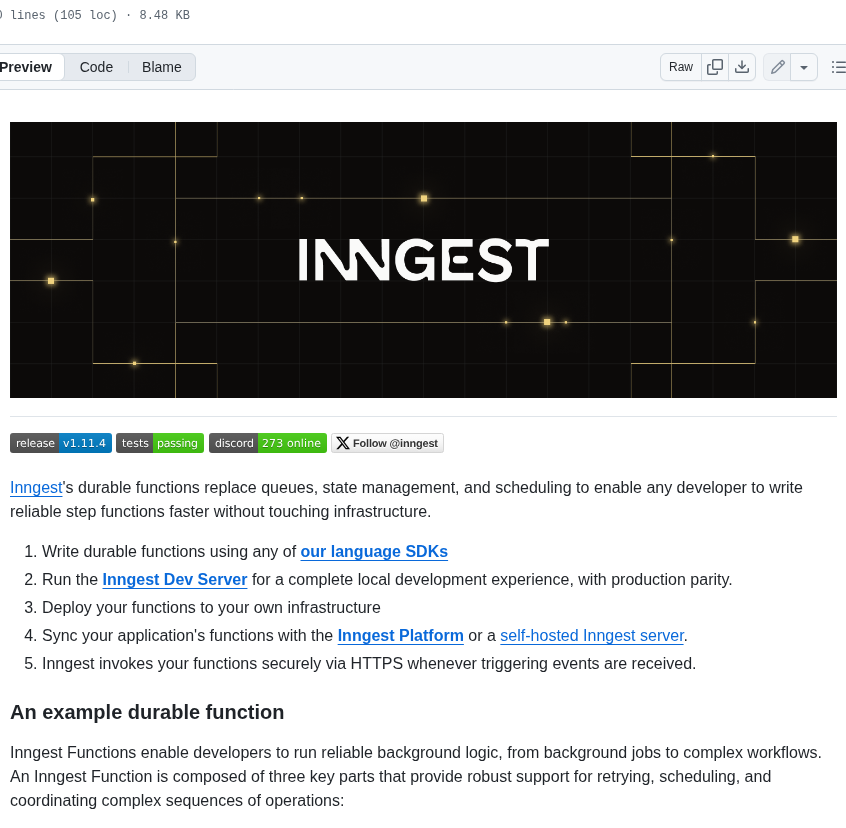 lines (105 loc) · 8.48 KB
Preview Code Blame Raw
INNGEST
release v1.11.4 tests passing discord 273 online Follow @inngest
Inngest's durable functions replace queues, state management, and scheduling to enable any developer to write
reliable step functions faster without touching infrastructure.
1. Write durable functions using any of our language SDKs
2. Run the Inngest Dev Server for a complete local development experience, with production parity.
3. Deploy your functions to your own infrastructure
4. Sync your application's functions with the Inngest Platform or a self-hosted Inngest server.
5. Inngest invokes your functions securely via HTTPS whenever triggering events are received.
An example durable function
Inngest Functions enable developers to run reliable background logic, from background jobs to complex workflows.
An Inngest Function is composed of three key parts that provide robust support for retrying, scheduling, and
coordinating complex sequences of operations: